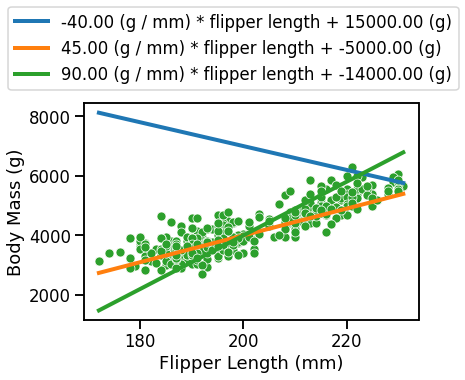 -40.00 (g / mm) * flipper length + 15000.00 (g)
45.00 (g / mm) * flipper length + -5000.00 (g)
90.00 (g / mm) * flipper length + -14000.00 (g)
8000
6000
4000
2000
Body Mass (g)
180
200
220
Flipper Length (mm)